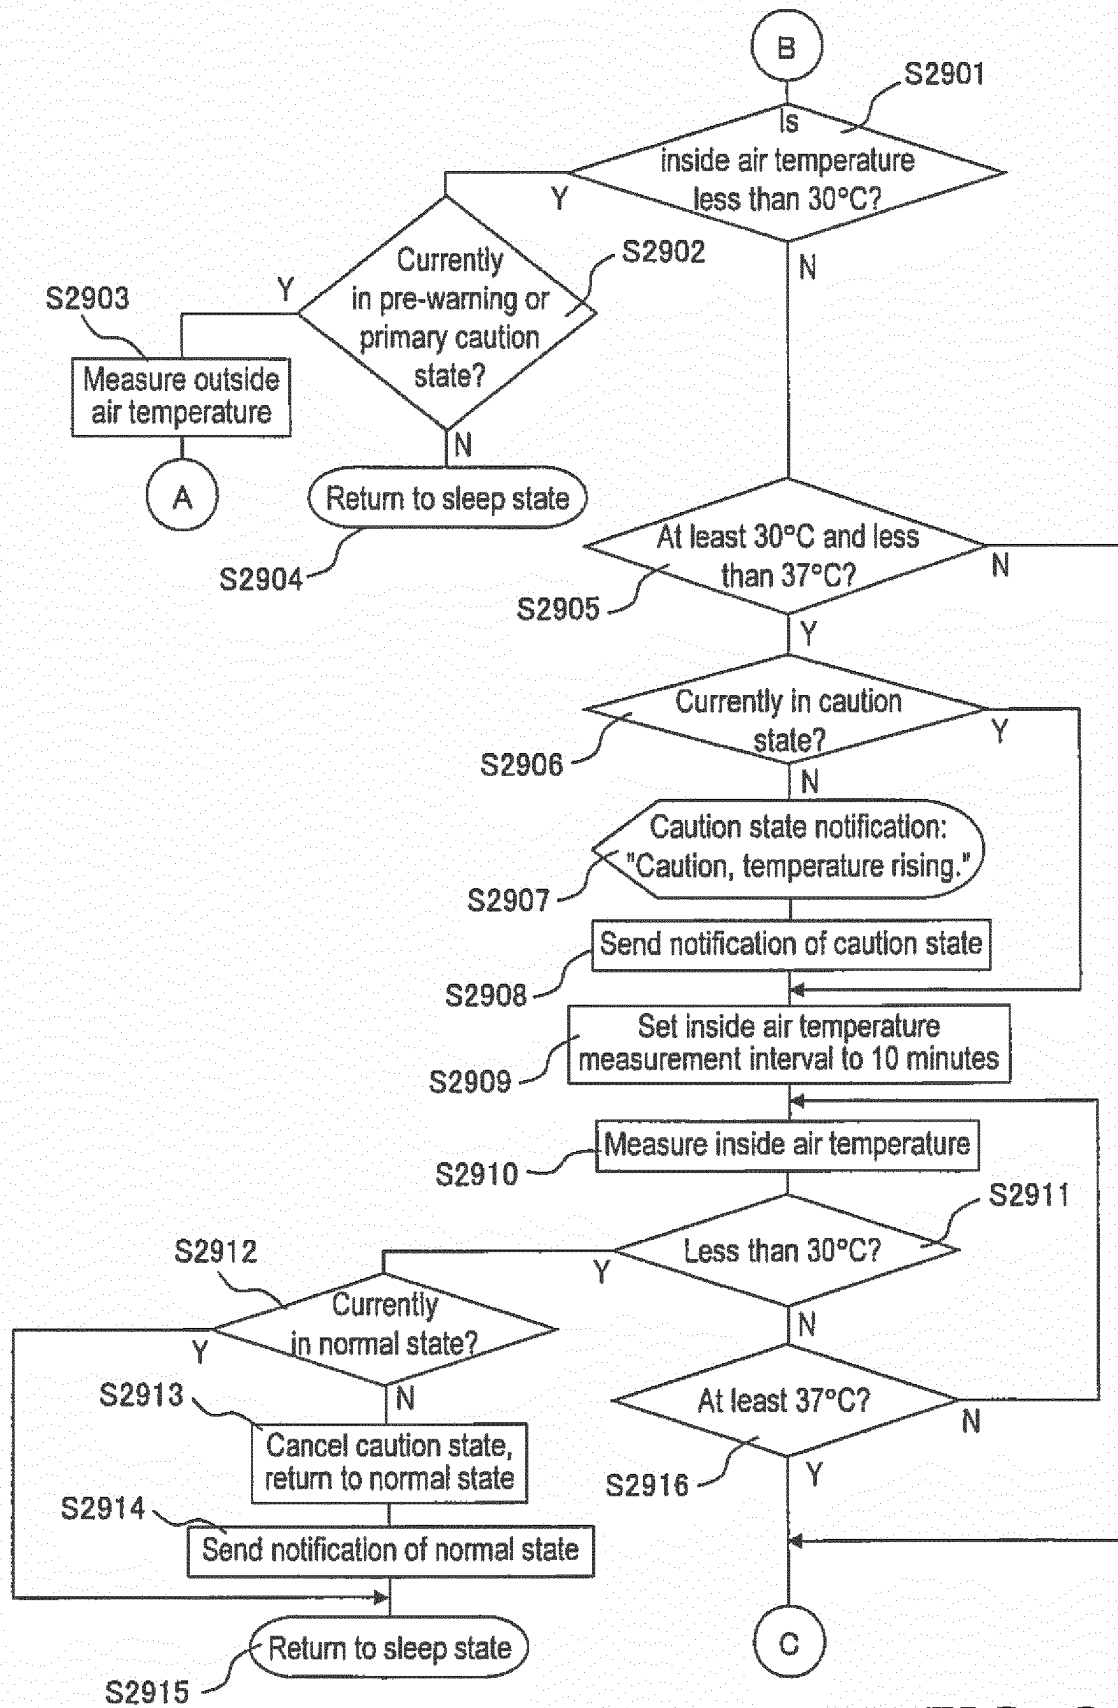 B
S2901
Is
inside air temperature
less than 30°C?
Y
N
S2902
Currently
in pre-warning or
primary caution
state?
Y
N
S2903
Measure outside
air temperature
A
Return to sleep state
S2904
At least 30°C and less
than 37°C?
N
S2905
Y
Currently in caution
state?
Y
S2906
N
Caution state notification:
"Caution, temperature rising."
S2907
Send notification of caution state
S2908
Set inside air temperature
measurement interval to 10 minutes
S2909
Measure inside air temperature
S2910
S2911
Less than 30°C?
Y
N
S2912
Currently
in normal state?
Y
N
S2913
Cancel caution state,
return to normal state
S2914
Send notification of normal state
Return to sleep state
S2915
At least 37°C?
N
S2916
Y
C